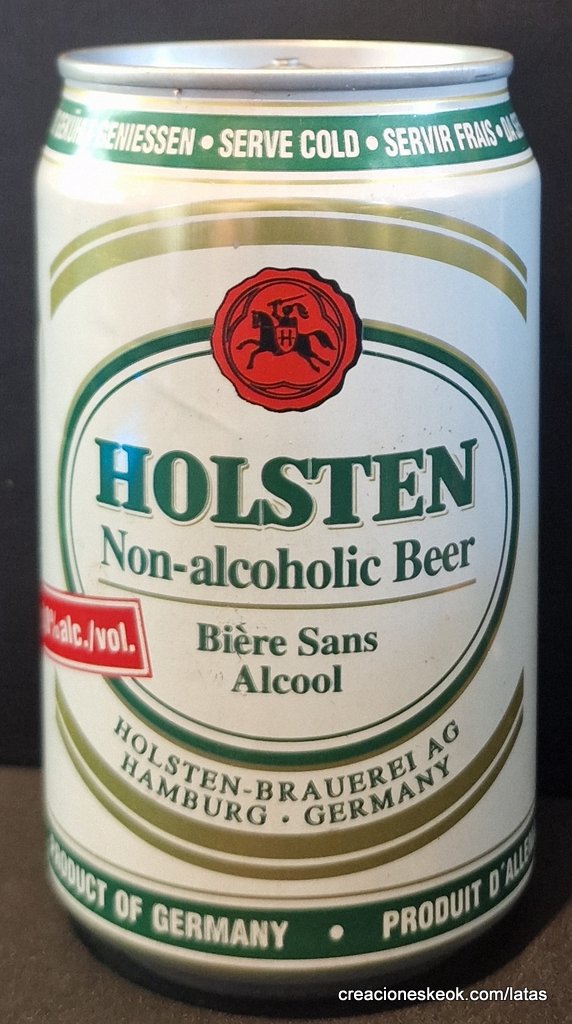 GENIESSEN • SERVE COLD • SERVIR FRAIS •
H
HOLSTEN
Non-alcoholic Beer
alc./vol.
Bière Sans
Alcool
HOLSTEN-BRAUEREI AG
HAMBURG · GERMANY
PRODUCT OF GERMANY • PRODUIT D'ALLE
creacioneskeok.com/latas